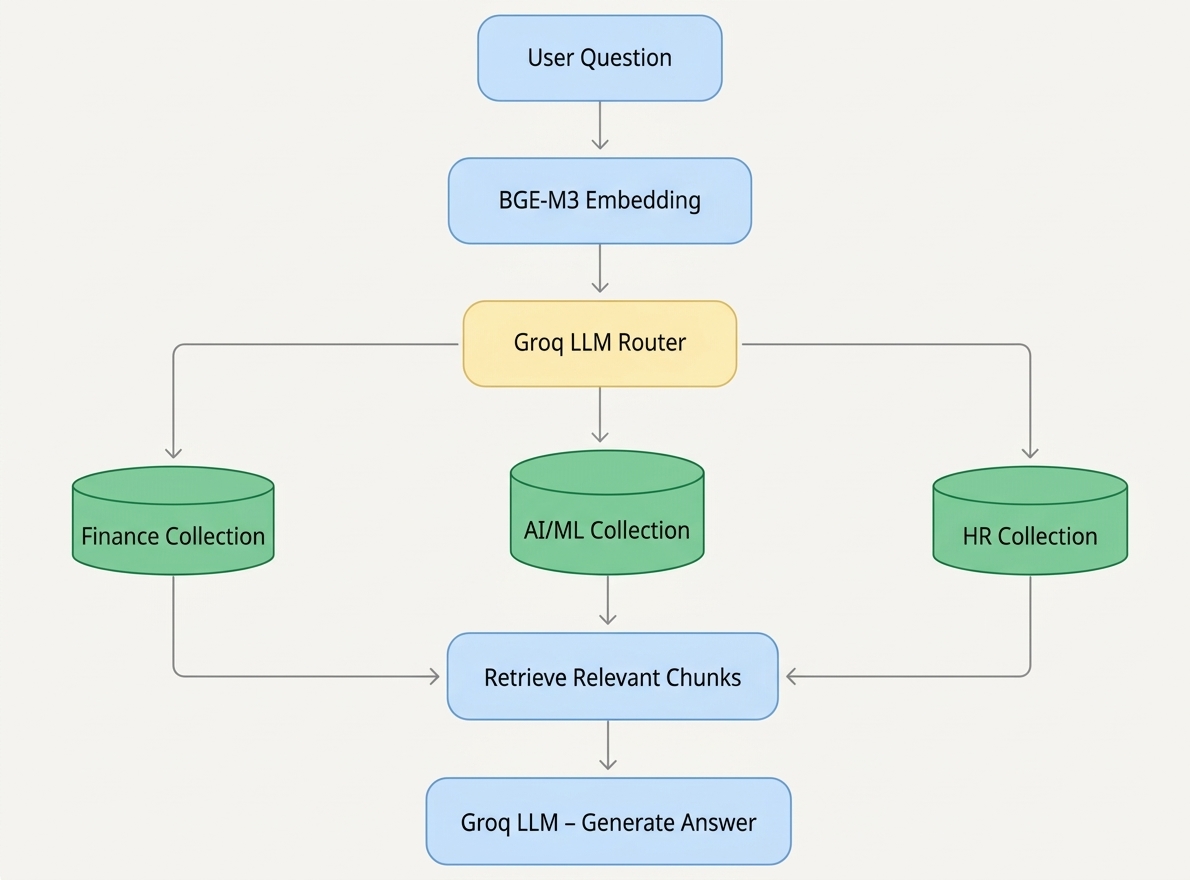 User Question
BGE-M3 Embedding
Groq LLM Router
Finance Collection
AI/ML Collection
HR Collection
Retrieve Relevant Chunks
Groq LLM – Generate Answer